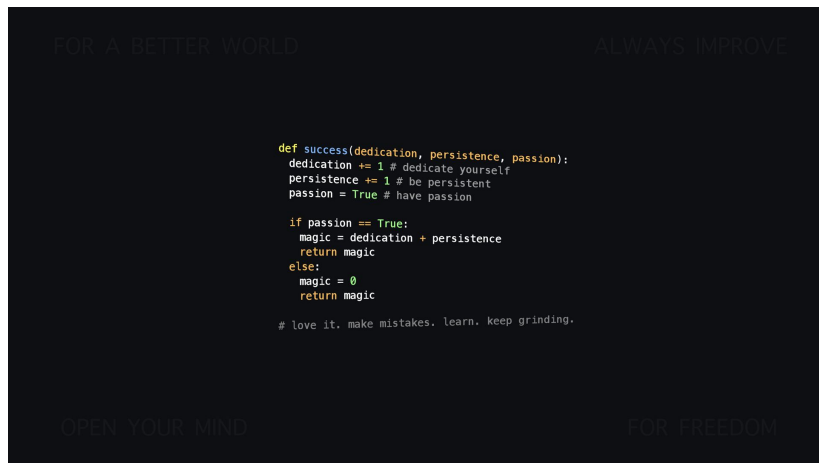 FOR A BETTER WORLD
ALWAYS IMPROVE
def success(dedication, persistence, passion):
dedication += 1 # dedicate yourself
persistence += 1 # be persistent
passion = True # have passion
if passion == True:
magic = dedication + persistence
return magic
else:
magic = 0
return magic
# love it. make mistakes. learn. keep grinding.
OPEN YOUR MIND
FOR FREEDOM